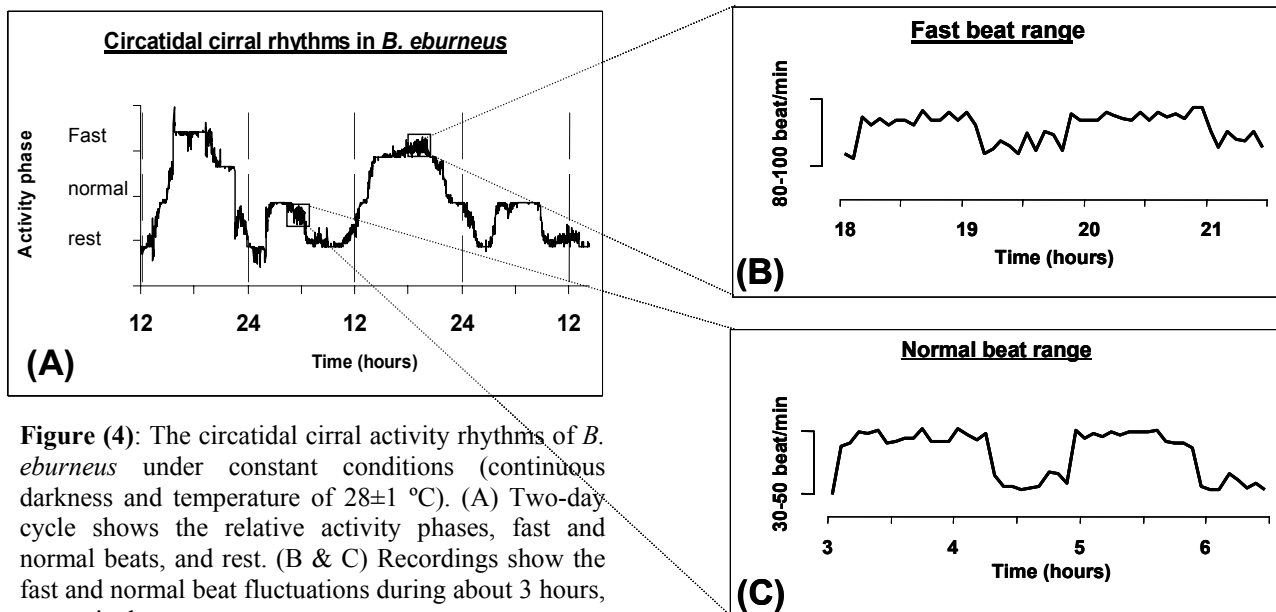 Circatidal cirral rhythms in B. eburneus
Activity phase
Fast
normal
rest
12 24 12 24 12
Time (hours)
(A)
Figure (4): The circatidal cirral activity rhythms of B.
eburneus under constant conditions (continuous
darkness and temperature of 28±1 ºC). (A) Two-day
cycle shows the relative activity phases, fast and
normal beats, and rest. (B & C) Recordings show the
fast and normal beat fluctuations during about 3 hours,
Fast beat range
80-100 beat/min
18 19 20 21
Time (hours)
(B)
Normal beat range
30-50 beat/min
3 4 5 6
Time (hours)
(C)